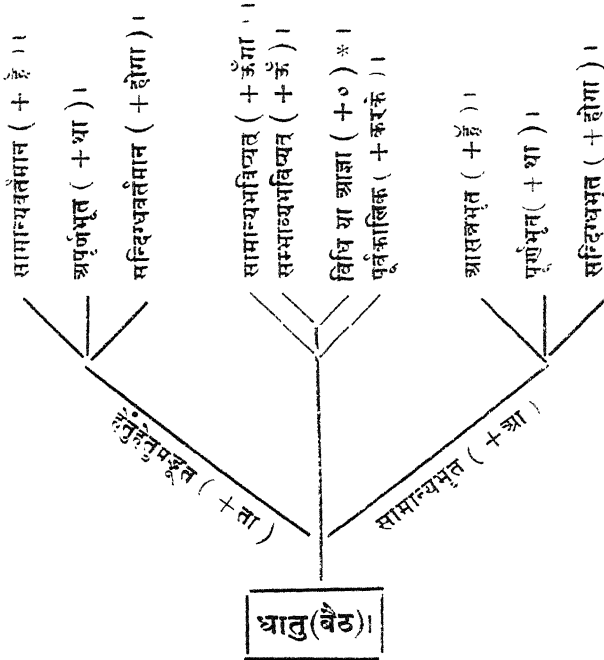 सामान्यवर्तमान ( + है ) ।
अपूर्णभूत ( + था ) ।
सन्दिग्धवर्तमान ( + होगा ) ।
सामान्यभविष्यत ( + ऊँगा ) ।
सम्भाव्यभविष्यत ( + ऊँ ) ।
विधि या आज्ञा ( + ० ) * ।
पूर्वकालिक ( + करके ) ।
आसन्नभूत ( + है ) ।
पूर्णभूत ( + था ) ।
सन्दिग्धभूत ( + होगा ) ।
हेतुहेतुमद्भूत ( + ता )
सामान्यभूत ( + आ )
धातु (बैठ)।